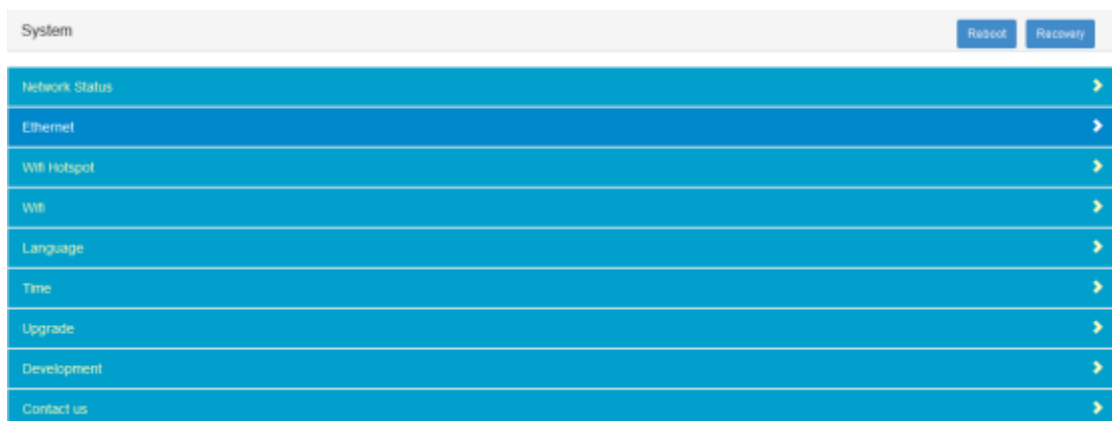 System
Reboot
Recovery
Network Status
Ethernet
Wifi Hotspot
Wifi
Language
Time
Upgrade
Development
Contact us